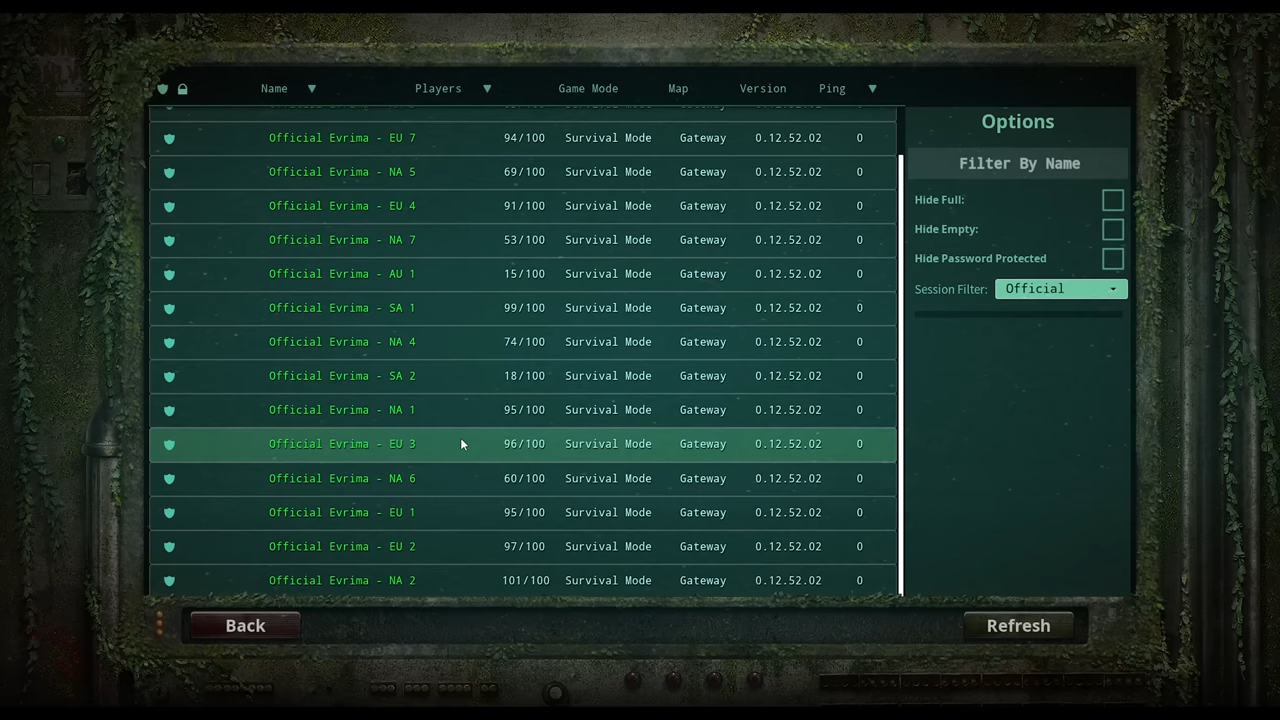 Name Players Game Mode Map Version Ping
Official Evrima - EU 7 94/100 Survival Mode Gateway 0.12.52.02 0
Official Evrima - NA 5 69/100 Survival Mode Gateway 0.12.52.02 0
Official Evrima - EU 4 91/100 Survival Mode Gateway 0.12.52.02 0
Official Evrima - NA 7 53/100 Survival Mode Gateway 0.12.52.02 0
Official Evrima - AU 1 15/100 Survival Mode Gateway 0.12.52.02 0
Official Evrima - SA 1 99/100 Survival Mode Gateway 0.12.52.02 0
Official Evrima - NA 4 74/100 Survival Mode Gateway 0.12.52.02 0
Official Evrima - SA 2 18/100 Survival Mode Gateway 0.12.52.02 0
Official Evrima - NA 1 95/100 Survival Mode Gateway 0.12.52.02 0
Official Evrima - EU 3 96/100 Survival Mode Gateway 0.12.52.02 0
Official Evrima - NA 6 60/100 Survival Mode Gateway 0.12.52.02 0
Official Evrima - EU 1 95/100 Survival Mode Gateway 0.12.52.02 0
Official Evrima - EU 2 97/100 Survival Mode Gateway 0.12.52.02 0
Official Evrima - NA 2 101/100 Survival Mode Gateway 0.12.52.02 0
Options
Filter By Name
Hide Full:
Hide Empty:
Hide Password Protected
Session Filter: Official
Back
Refresh